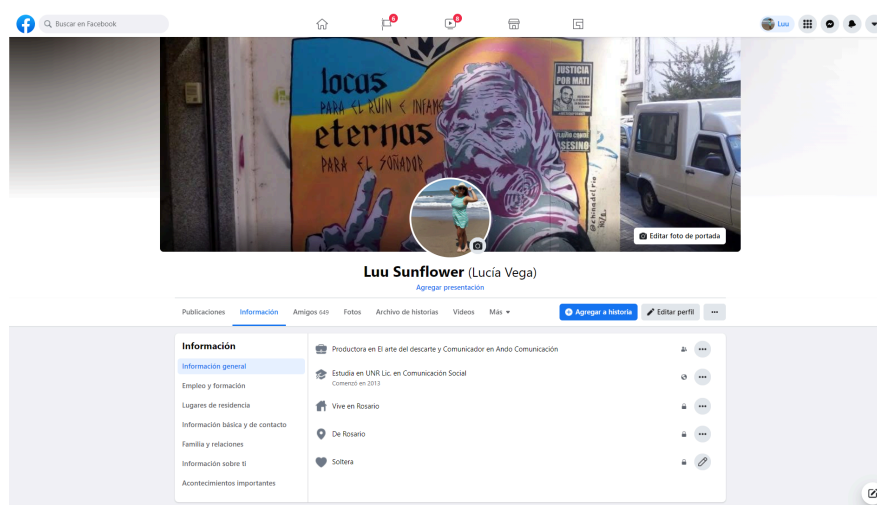 Buscar en Facebook
6
8
Luu
locas
PARA EL RUIN E INFAME
eternas
PARA EL SOÑADOR
JUSTICIA
POR MATI
ASESINO
@chinadelrio
Editar foto de portada
Luu Sunflower (Lucía Vega)
Agregar presentación
Publicaciones Información Amigos 649 Fotos Archivo de historias Videos Más
Agregar a historia
Editar perfil
Información
Información general
Empleo y formación
Lugares de residencia
Información básica y de contacto
Familia y relaciones
Información sobre ti
Acontecimientos importantes
Productora en El arte del descarte y Comunicador en Ando Comunicación
Estudia en UNR Lic. en Comunicación Social
Comenzó en 2013
Vive en Rosario
De Rosario
Soltera